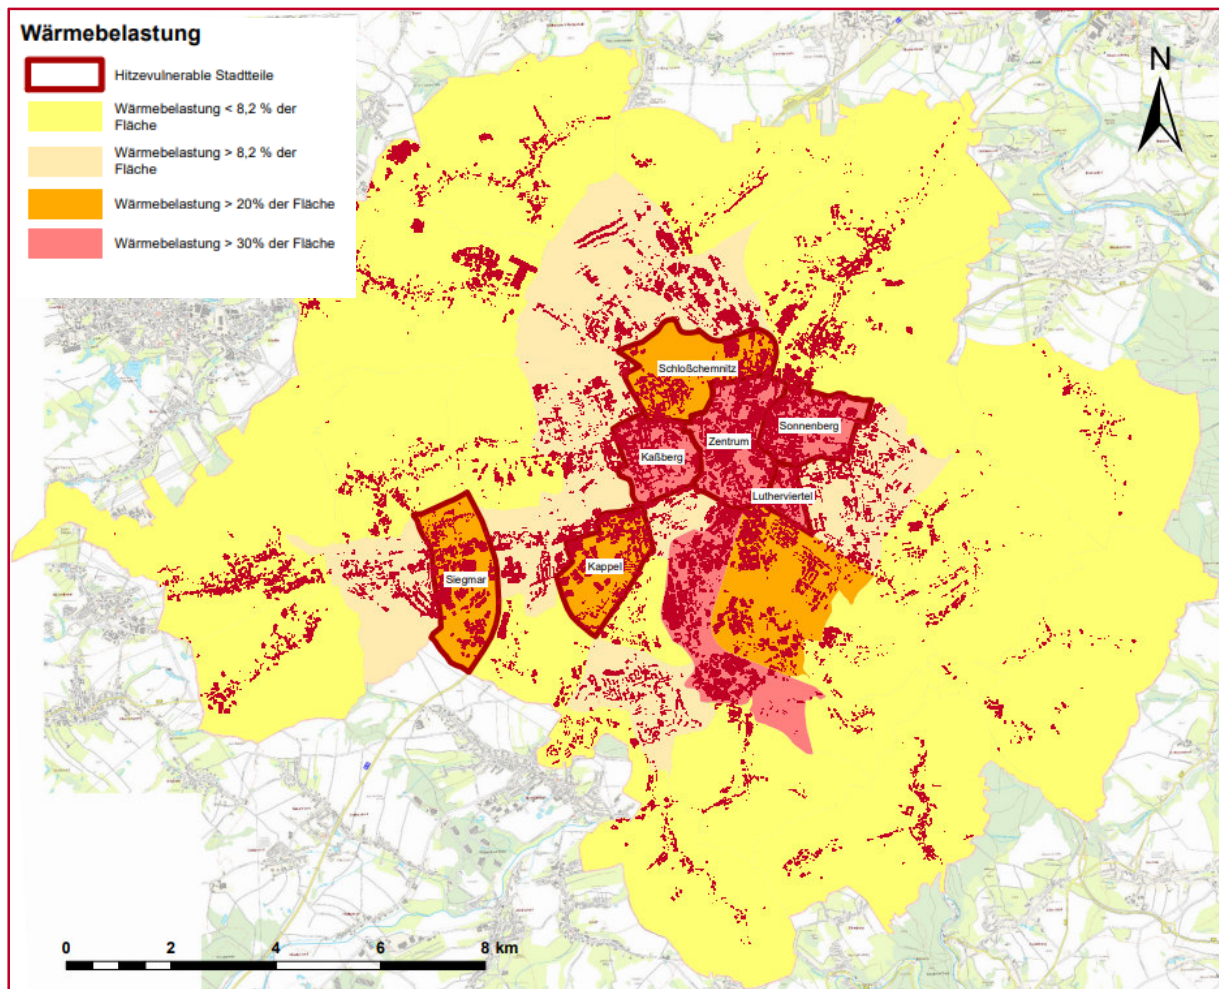 Wärmebelastung
Hitzevulnerable Stadtteile
Wärmebelastung < 8,2 % der
Fläche
Wärmebelastung > 8,2 % der
Fläche
Wärmebelastung > 20% der Fläche
Wärmebelastung > 30% der Fläche
N
Schloßchemnitz
Sonnenberg
Zentrum
Kaßberg
Lutherviertel
Kappel
Siegmar
0 2 4 6 8 km